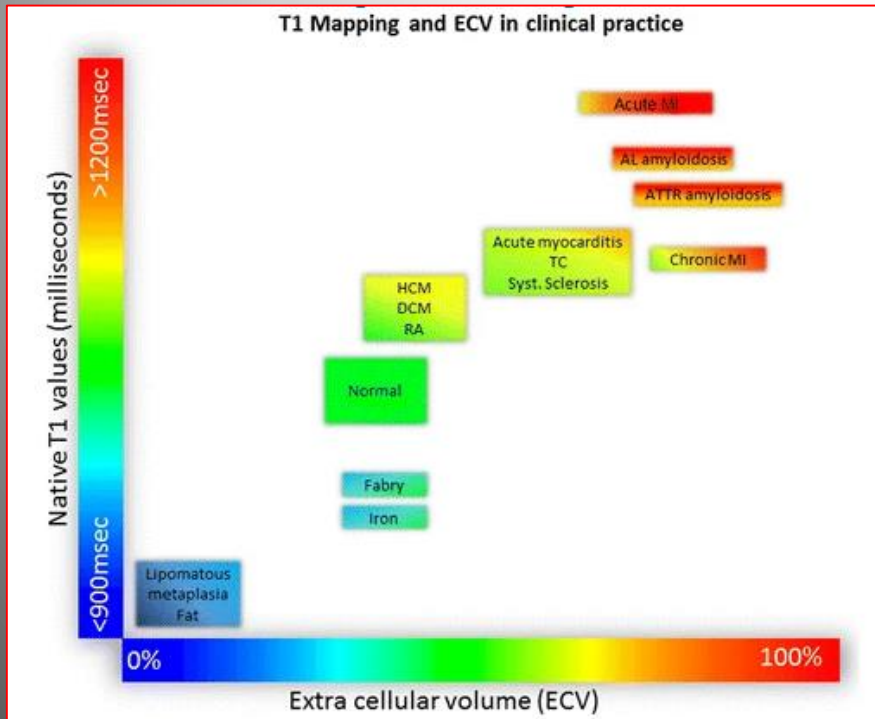 T1 Mapping and ECV in clinical practice
>1200msec
Native T1 values (milliseconds)
<900msec
Acute MI
AL amyloidosis
ATTR amyloidosis
Acute myocarditis
TC
Syst. Sclerosis
Chronic MI
HCM
DCM
RA
Normal
Fabry
Iron
Lipomatous
metaplasia
Fat
0%
100%
Extra cellular volume (ECV)